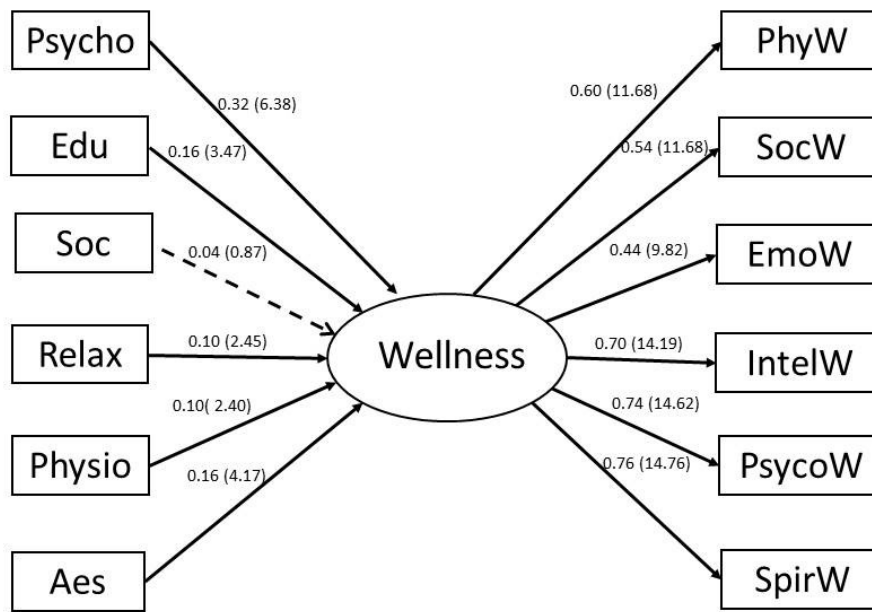 Psycho
PhyW
0.32 (6.38)
0.60 (11.68)
Edu
SocW
0.16 (3.47)
0.54 (11.68)
Soc
EmoW
0.04 (0.87)
0.44 (9.82)
Relax
0.10 (2.45)
Wellness
0.70 (14.19)
IntelW
0.10( 2.40)
0.74 (14.62)
Physio
PsycoW
0.16 (4.17)
0.76 (14.76)
Aes
SpirW